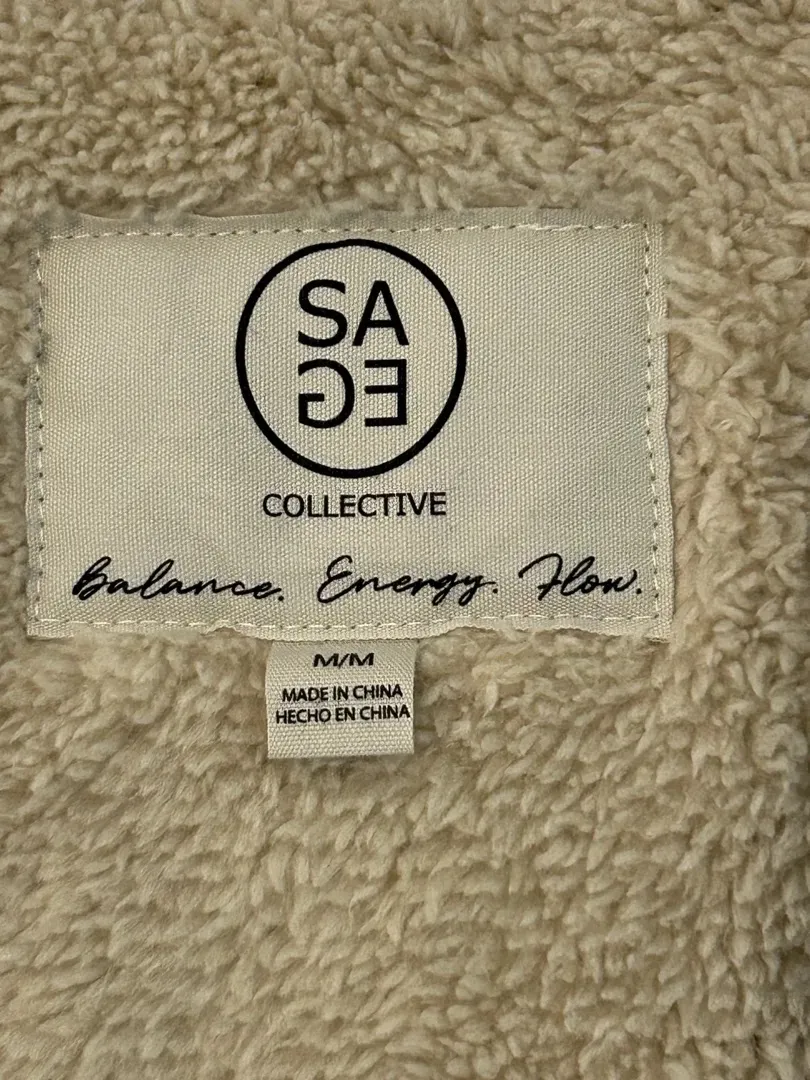 SA
GE
COLLECTIVE
Balance. Energy. Flow.
M/M
MADE IN CHINA
HECHO EN CHINA